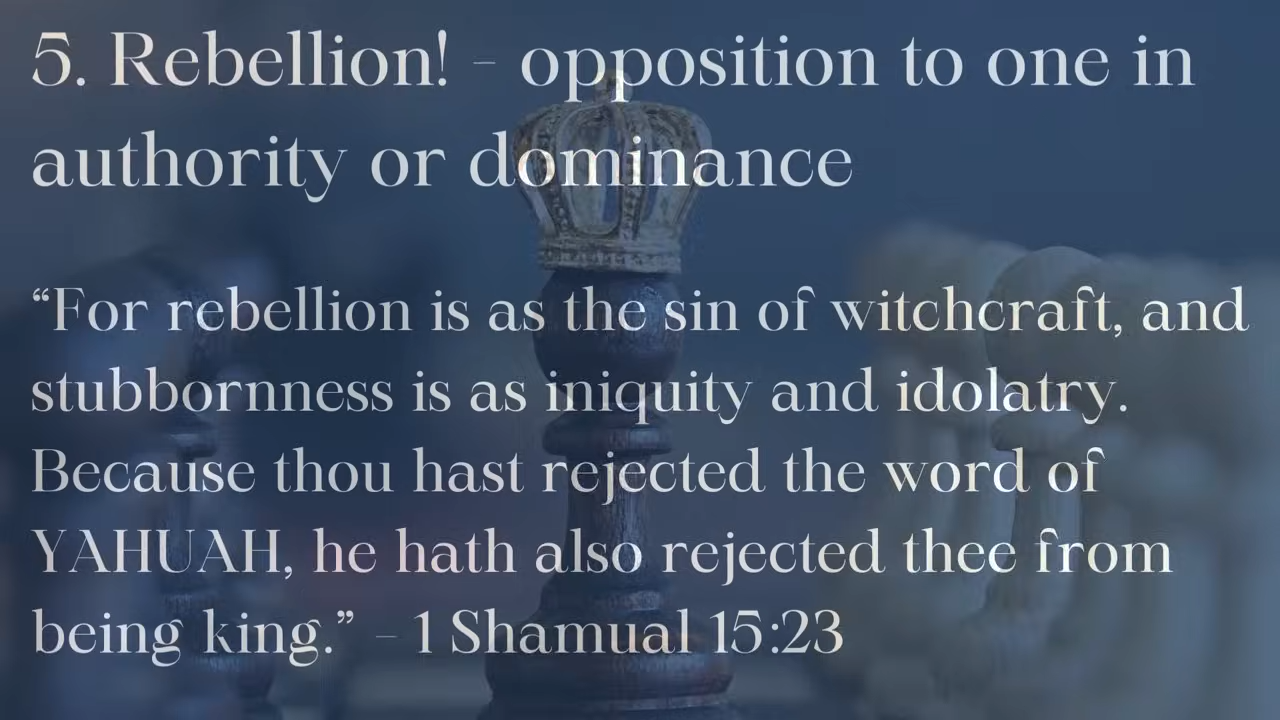 5. Rebellion! - opposition to one in
authority or dominance
“For rebellion is as the sin of witchcraft, and
stubbornness is as iniquity and idolatry.
Because thou hast rejected the word of
YAHUAH, he hath also rejected thee from
being king.” - 1 Shamual 15:23